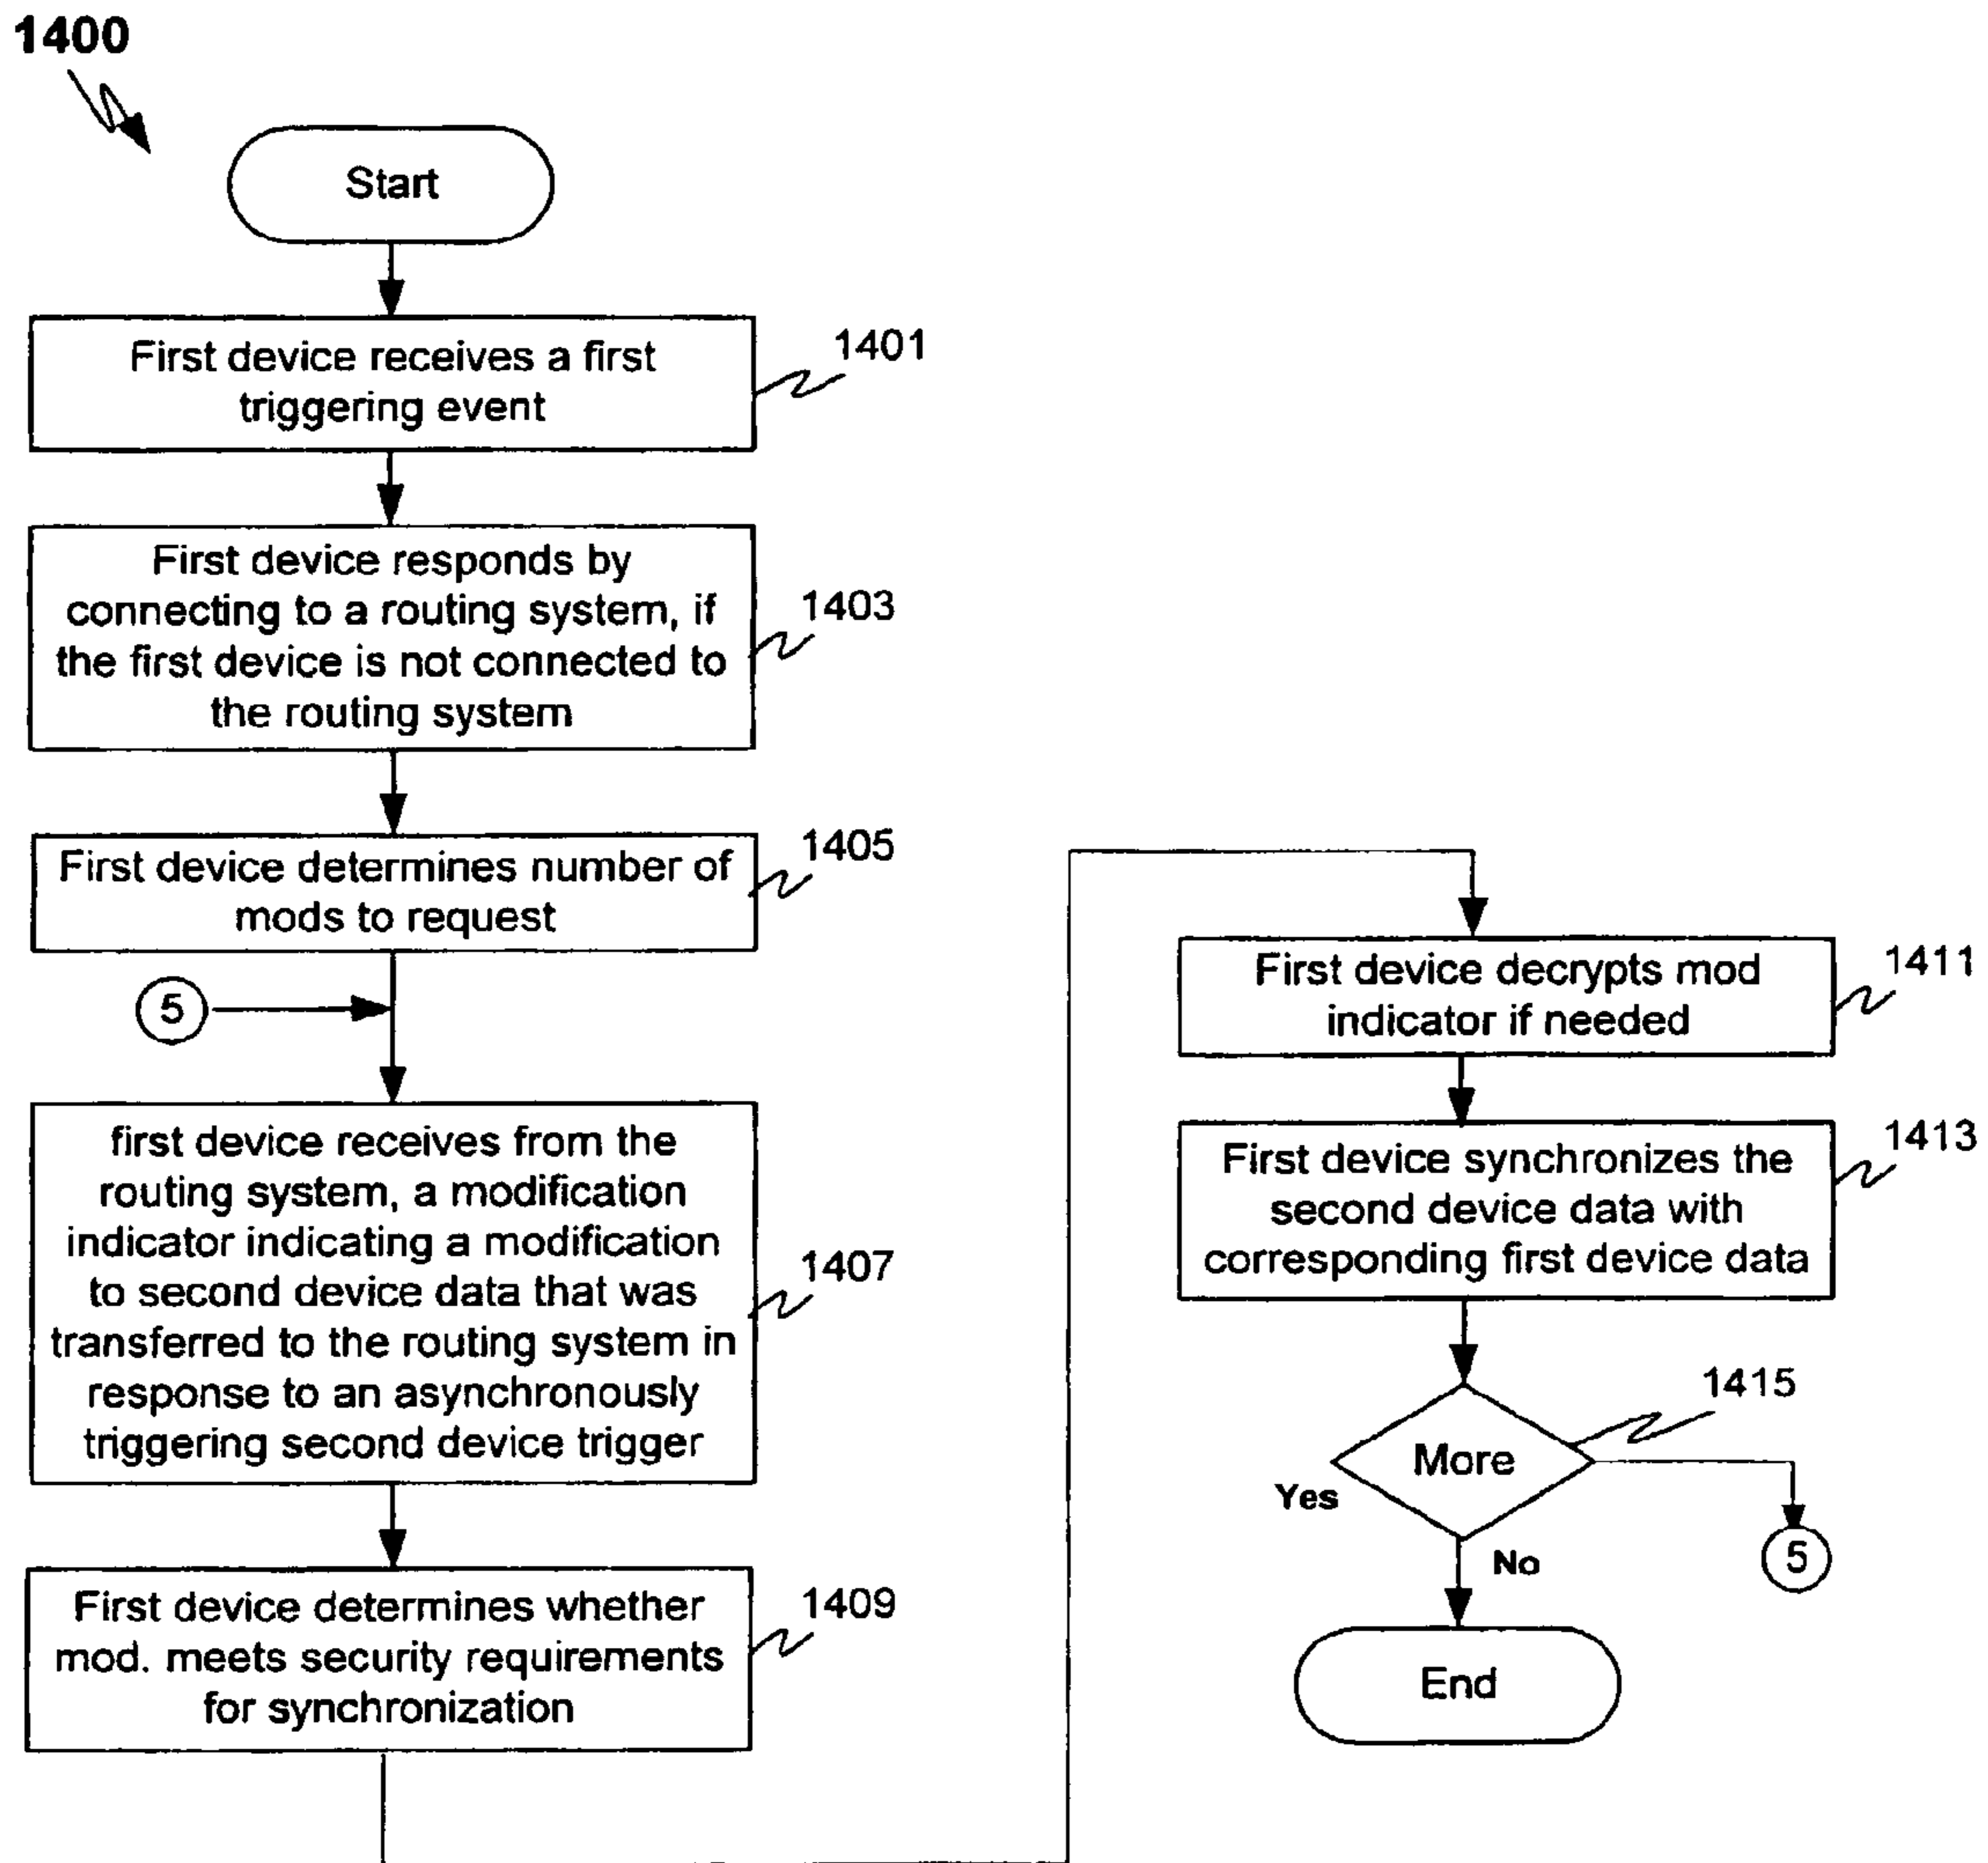 1400
Start
First device receives a first
triggering event
1401
First device responds by
connecting to a routing system, if
the first device is not connected to
the routing system
1403
First device determines number of
mods to request
1405
5
first device receives from the
routing system, a modification
indicator indicating a modification
to second device data that was
transferred to the routing system in
response to an asynchronously
triggering second device trigger
1407
First device determines whether
mod. meets security requirements
for synchronization
1409
First device decrypts mod
indicator if needed
1411
First device synchronizes the
second device data with
corresponding first device data
1413
More
1415
Yes
No
5
End